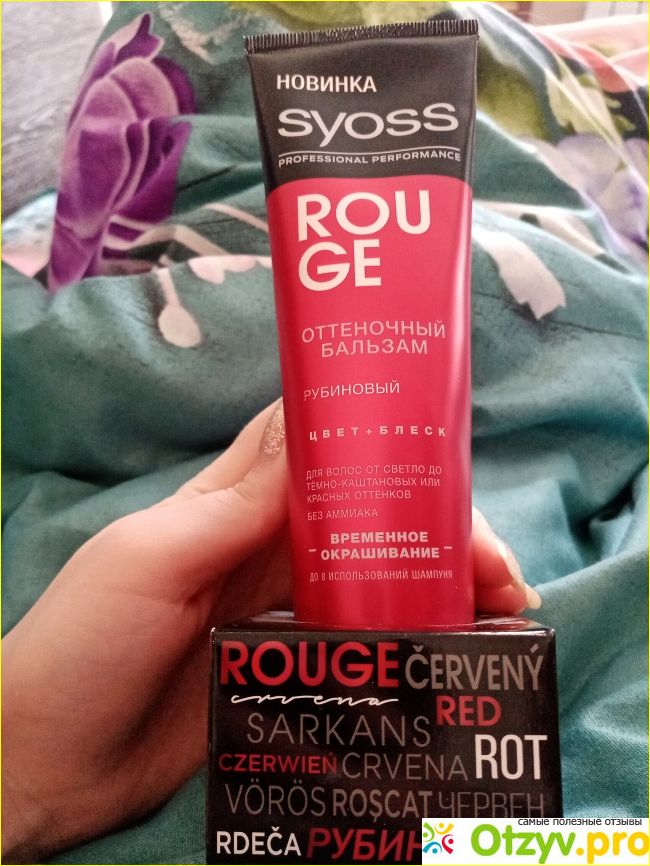 НОВИНКА
syoss
PROFESSIONAL PERFORMANCE
ROU
GE
ОТТЕНОЧНЫЙ
БАЛЬЗАМ
РУБИНОВЫЙ
ЦВЕТ+БЛЕСК
ДЛЯ ВОЛОС ОТ СВЕТЛО ДО
ТЁМНО-КАШТАНОВЫХ ИЛИ
КРАСНЫХ ОТТЕНКОВ
БЕЗ АММИАКА
ВРЕМЕННОЕ
– ОКРАШИВАНИЕ –
ДО 8 ИСПОЛЬЗОВАНИЙ ШАМПУНЯ
ROUGE ČERVENÝ
crvena RED
SARKANS
ROT
CZERWIEŃ CRVENA
VÖRÖS ROȘCAT ЧЕРВЕН
RDEČA РУБИН
самые полезные отзывы
Otzyv.pro